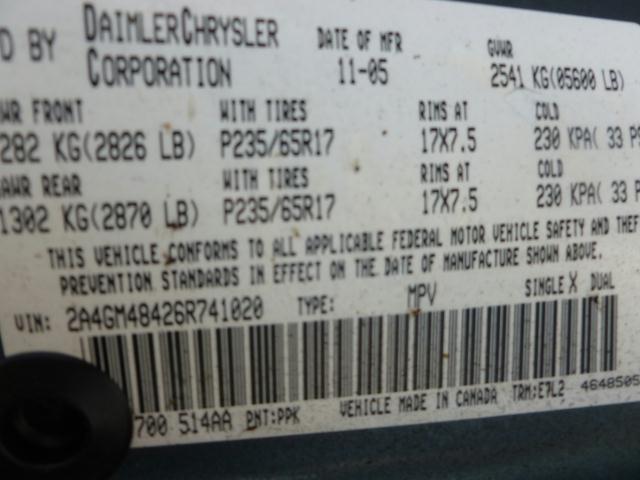 D BY DAIMLERCHRYSLER CORPORATION DATE OF MFR 11-05 GVWR 2541 KG(05600 LB)
WR FRONT WITH TIRES RIMS AT COLD
282 KG(2826 LB) P235/65R17 17X7.5 230 KPA( 33 PS
GAWR REAR WITH TIRES RIMS AT COLD
1302 KG(2870 LB) P235/65R17 17X7.5 230 KPA( 33 P
THIS VEHICLE CONFORMS TO ALL APPLICABLE FEDERAL MOTOR VEHICLE SAFETY AND THEF
PREVENTION STANDARDS IN EFFECT ON THE DATE OF MANUFACTURE SHOWN ABOVE.
VIN: 2A4GM48426R741020 TYPE: MPV SINGLE X DUAL
700 514AA PNT:PPK VEHICLE MADE IN CANADA TRM:E7L2 4648505